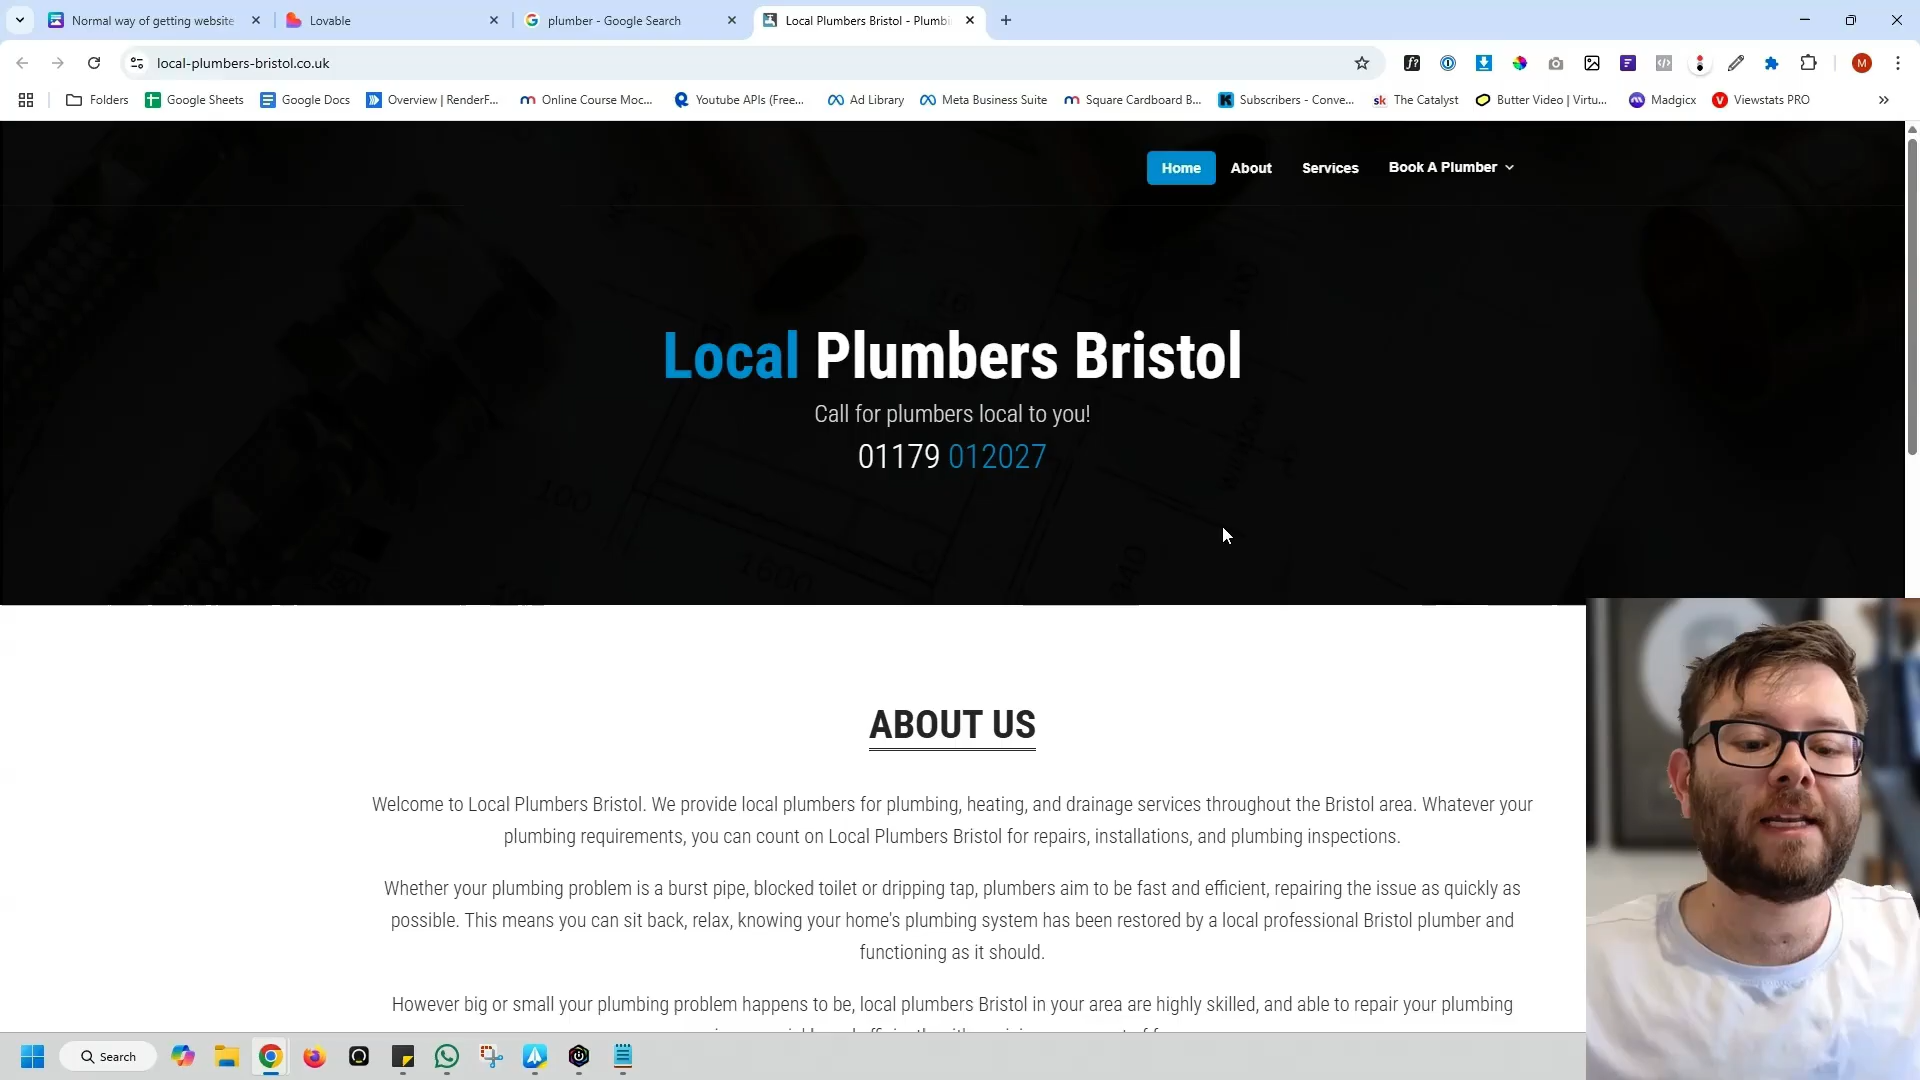 Normal way of getting website
Lovable
plumber - Google Search
Local Plumbers Bristol - Plumbi
local-plumbers-bristol.co.uk
M
Folders
Google Sheets
Google Docs
Overview | RenderF...
Online Course Moc...
Youtube APIs (Free...
Ad Library
Meta Business Suite
Square Cardboard B...
Subscribers - Conve...
sk The Catalyst
Butter Video | Virtu...
Madgicx
Viewstats PRO
Home
About
Services
Book A Plumber
Local Plumbers Bristol
Call for plumbers local to you!
01179 012027
ABOUT US
Welcome to Local Plumbers Bristol. We provide local plumbers for plumbing, heating, and drainage services throughout the Bristol area. Whatever your
plumbing requirements, you can count on Local Plumbers Bristol for repairs, installations, and plumbing inspections.
Whether your plumbing problem is a burst pipe, blocked toilet or dripping tap, plumbers aim to be fast and efficient, repairing the issue as quickly as
possible. This means you can sit back, relax, knowing your home's plumbing system has been restored by a local professional Bristol plumber and
functioning as it should.
However big or small your plumbing problem happens to be, local plumbers Bristol in your area are highly skilled, and able to repair your plumbing
Search